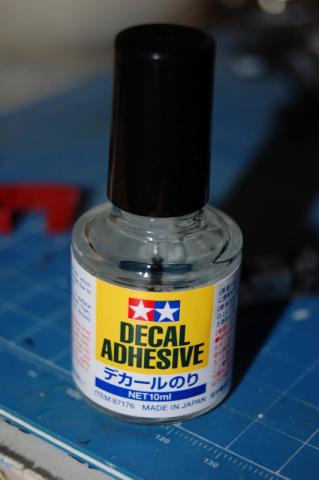 DECAL
ADHESIVE
デカールのり
NET 10ml
ITEM 87176 MADE IN JAPAN
120
130